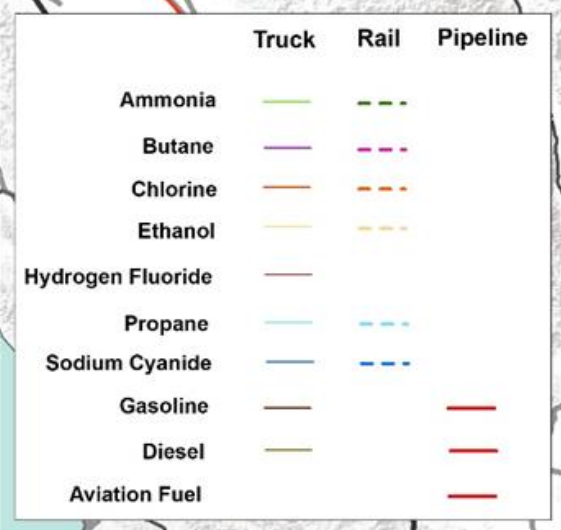 Truck Rail Pipeline
Ammonia
Butane
Chlorine
Ethanol
Hydrogen Fluoride
Propane
Sodium Cyanide
Gasoline
Diesel
Aviation Fuel